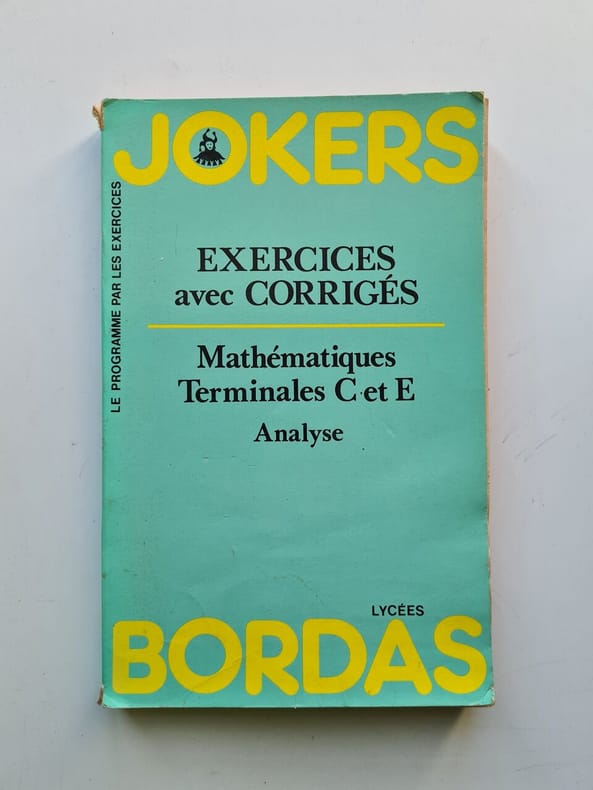 JOKERS
LE PROGRAMME PAR LES EXERCICES
EXERCICES
avec CORRIGÉS
Mathématiques
Terminales C et E
Analyse
LYCÉES
BORDAS